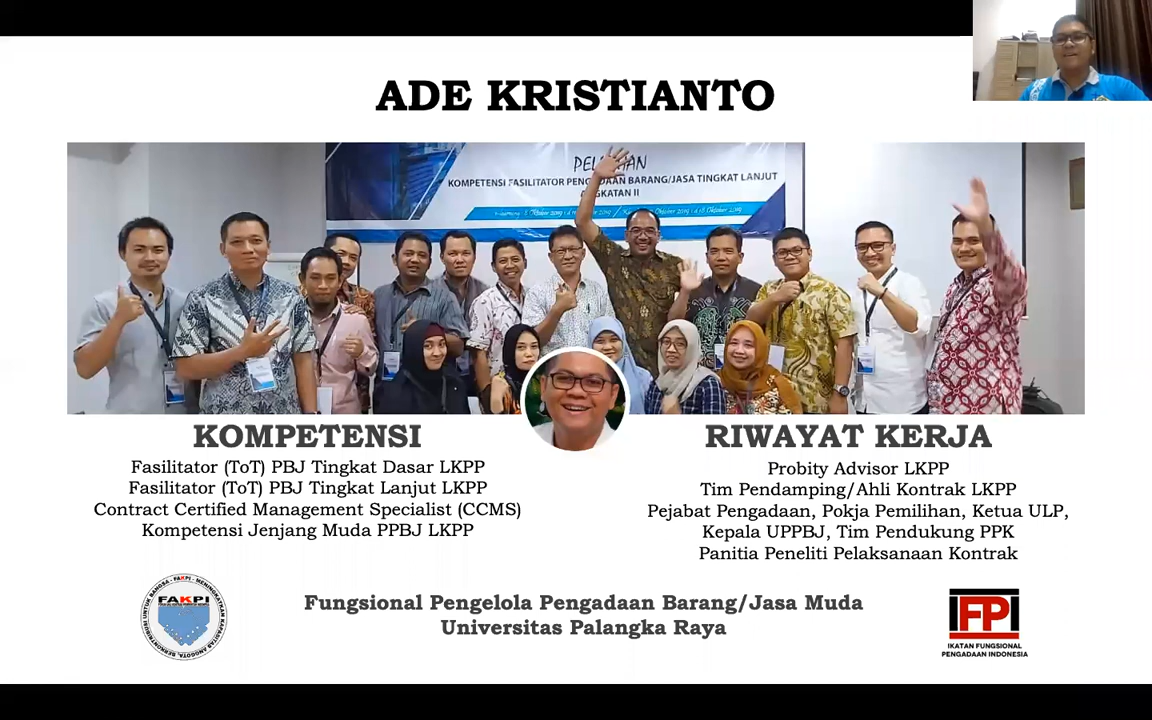 ADE KRISTIANTO
KOMPETENSI FASILITATOR PENGADAAN BARANG/JASA TINGKAT LANJUT
ANGKATAN II
KOMPETENSI
Fasilitator (ToT) PBJ Tingkat Dasar LKPP
Fasilitator (ToT) PBJ Tingkat Lanjut LKPP
Contract Certified Management Specialist (CCMS)
Kompetensi Jenjang Muda PPBJ LKPP
RIWAYAT KERJA
Probity Advisor LKPP
Tim Pendamping/Ahli Kontrak LKPP
Pejabat Pengadaan, Pokja Pemilihan, Ketua ULP,
Kepala UPPBJ, Tim Pendukung PPK
Panitia Peneliti Pelaksanaan Kontrak
FAKPI
Fungsional Pengelola Pengadaan Barang/Jasa Muda
Universitas Palangka Raya
IFPI
IKATAN FUNGSIONAL
PENGADAAN INDONESIA